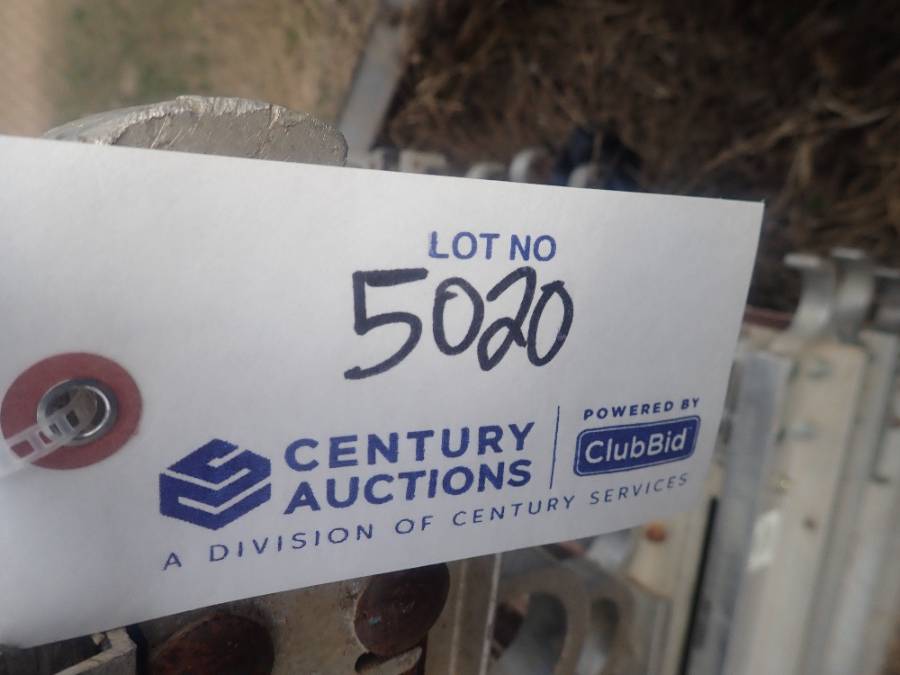 LOT NO
5020
CENTURY
AUCTIONS
POWERED BY
ClubBid
A DIVISION OF CENTURY SERVICES